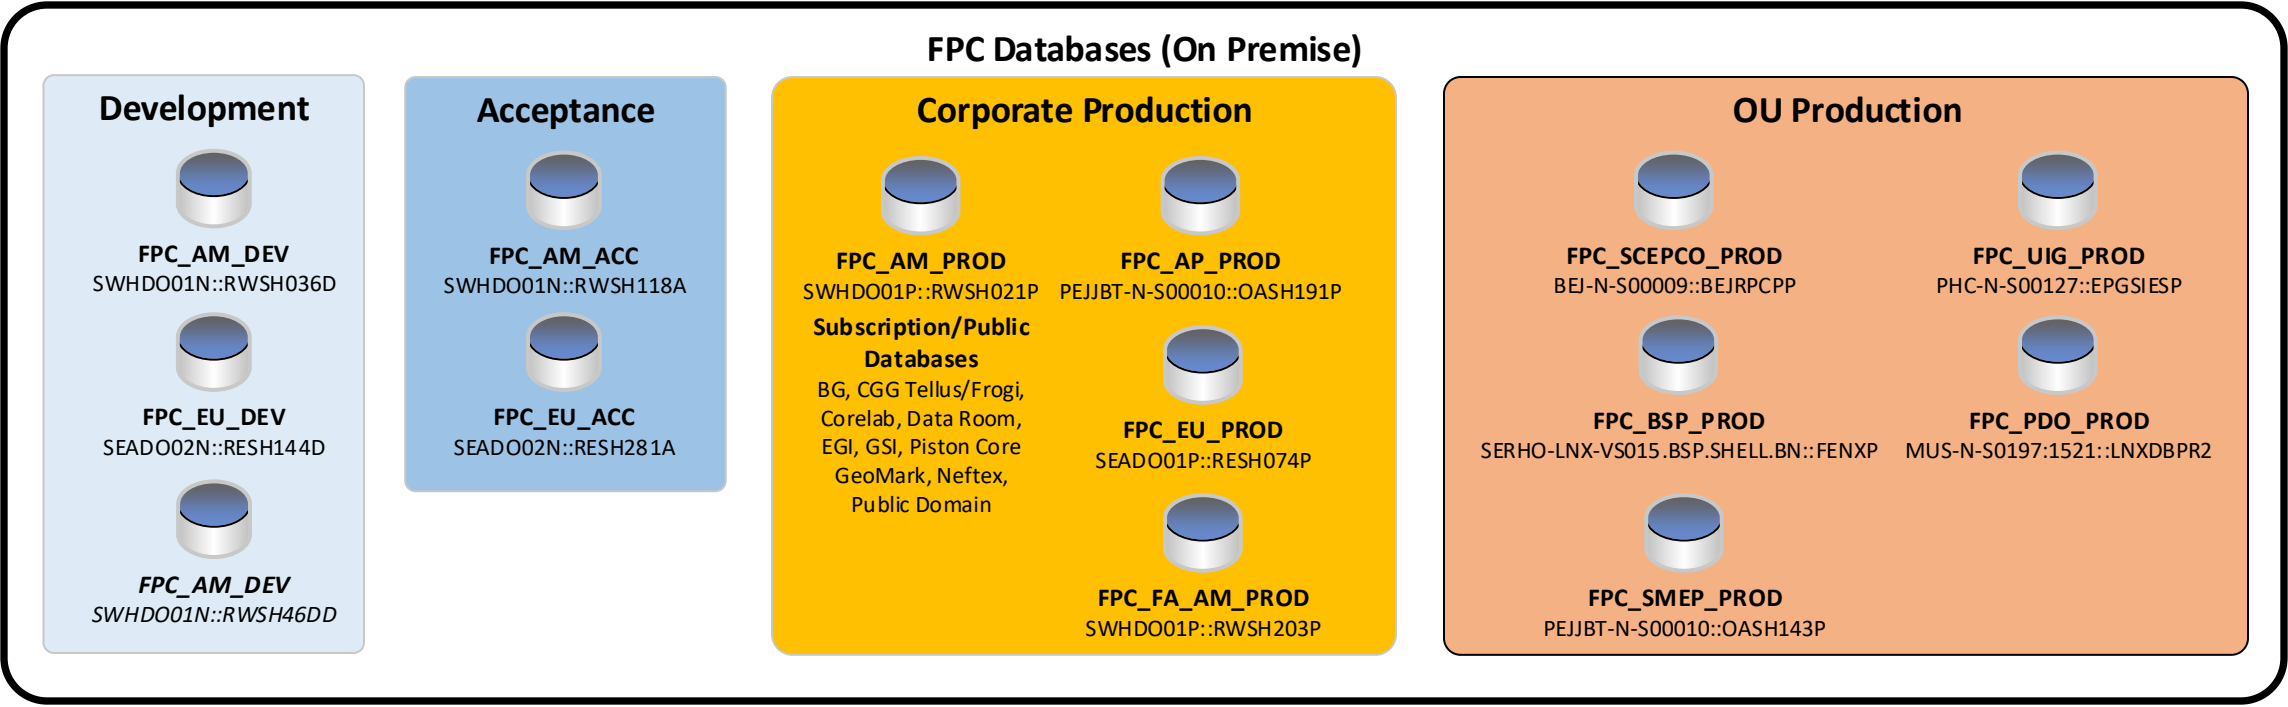 FPC Databases (On Premise)
Development
FPC_AM_DEV
SWHDO01N::RWSH036D
FPC_EU_DEV
SEADO02N::RESH144D
FPC_AM_DEV
SWHDO01N::RWSH46DD
Acceptance
FPC_AM_ACC
SWHDO01N::RWSH118A
FPC_EU_ACC
SEADO02N::RESH281A
Corporate Production
FPC_AM_PROD
SWHDO01P::RWSH021P
Subscription/Public
Databases
BG, CGG Tellus/Frogi,
Corelab, Data Room,
EGI, GSI, Piston Core
GeoMark, Neftex,
Public Domain
FPC_AP_PROD
PEJJBT-N-S00010::OASH191P
FPC_EU_PROD
SEADO01P::RESH074P
FPC_FA_AM_PROD
SWHDO01P::RWSH203P
OU Production
FPC_SCEPCO_PROD
BEJ-N-S00009::BEJRPCPP
FPC_BSP_PROD
SERHO-LNX-VS015.BSP.SHELL.BN::FENXP
FPC_SMEP_PROD
PEJJBT-N-S00010::OASH143P
FPC_UIG_PROD
PHC-N-S00127::EPGSIESP
FPC_PDO_PROD
MUS-N-S0197:1521::LNXDBPR2